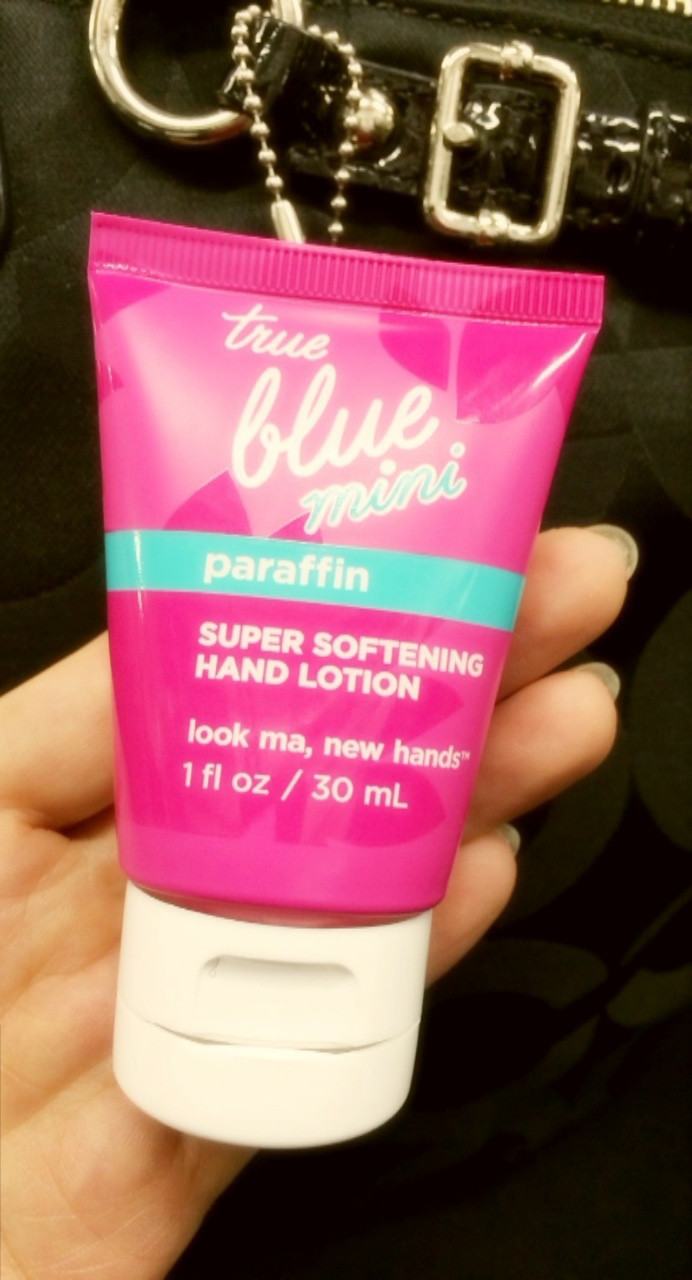 true
blue
mini
paraffin
SUPER SOFTENING
HAND LOTION
look ma, new hands™
1 fl oz / 30 mL